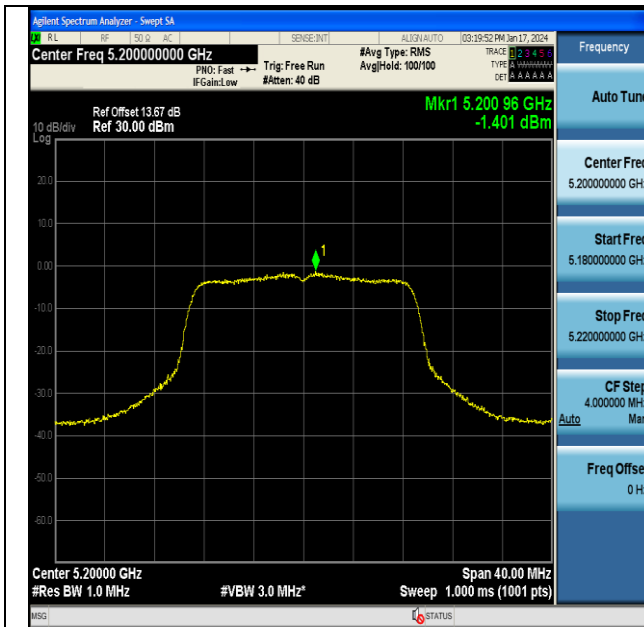 Agilent Spectrum Analyzer - Swept SA
RL RF 50 Ω AC SENSE:INT ALIGN AUTO 03:19:52 PM Jan 17, 2024
Center Freq 5.200000000 GHz
PNO: Fast
IFGain:Low
Trig: Free Run
#Atten: 40 dB
#Avg Type: RMS
Avg|Hold: 100/100
TRACE 1 2 3 4 5 6
TYPE A
DET A A A A A A
Mkr1 5.200 96 GHz
-1.401 dBm
Ref Offset 13.67 dB
10 dB/div Ref 30.00 dBm
Log
20.0
10.0
0.00
-10.0
-20.0
-30.0
-40.0
-50.0
-60.0
1
Center 5.20000 GHz Span 40.00 MHz
#Res BW 1.0 MHz #VBW 3.0 MHz* Sweep 1.000 ms (1001 pts)
MSG STATUS
Frequency
Auto Tun
Center Fre
5.200000000 GH
Start Fre
5.180000000 GH
Stop Fre
5.220000000 GH
CF Step
4.000000 MH
Auto Ma
Freq Offse
0 H